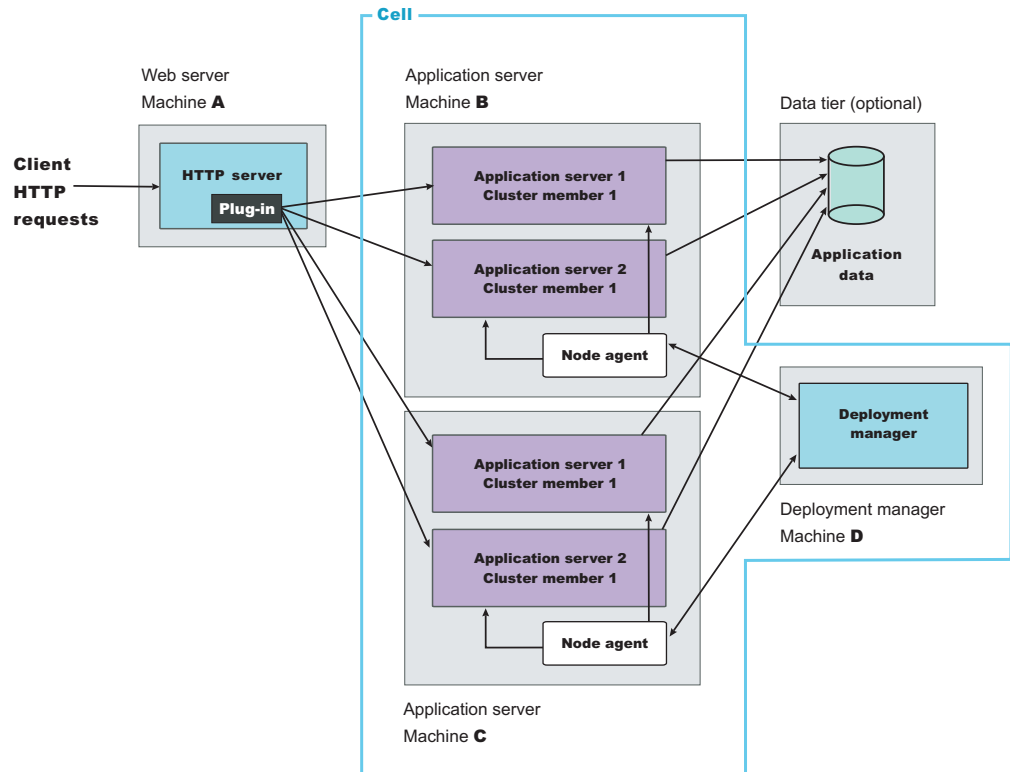 Cell
Web server
Machine A
Client
HTTP
requests
HTTP server
Plug-in
Application server
Machine B
Application server 1
Cluster member 1
Application server 2
Cluster member 1
Node agent
Application server 1
Cluster member 1
Application server 2
Cluster member 1
Node agent
Application server
Machine C
Data tier (optional)
Application
data
Deployment
manager
Deployment manager
Machine D